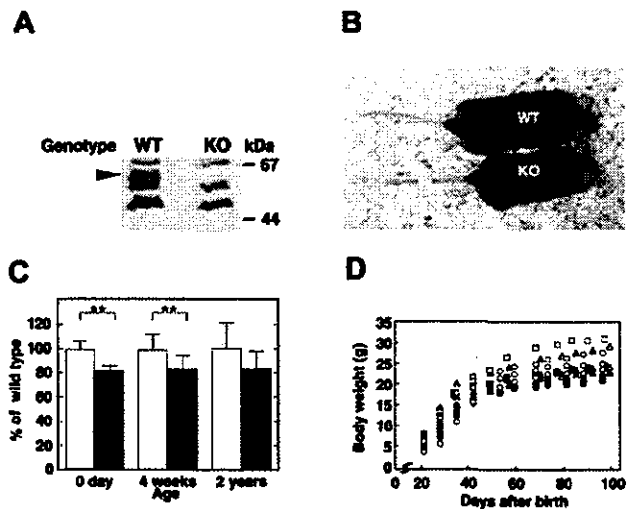 A
B
Genotype WT KO kDa
67
44
WT
KO
C
D
% of wild type
120
100
80
60
40
20
0
**
**
0 day
4 weeks
2 years
Age
Body weight (g)
35
30
25
20
15
10
5
0
0 20 40 60 80 100
Days after birth